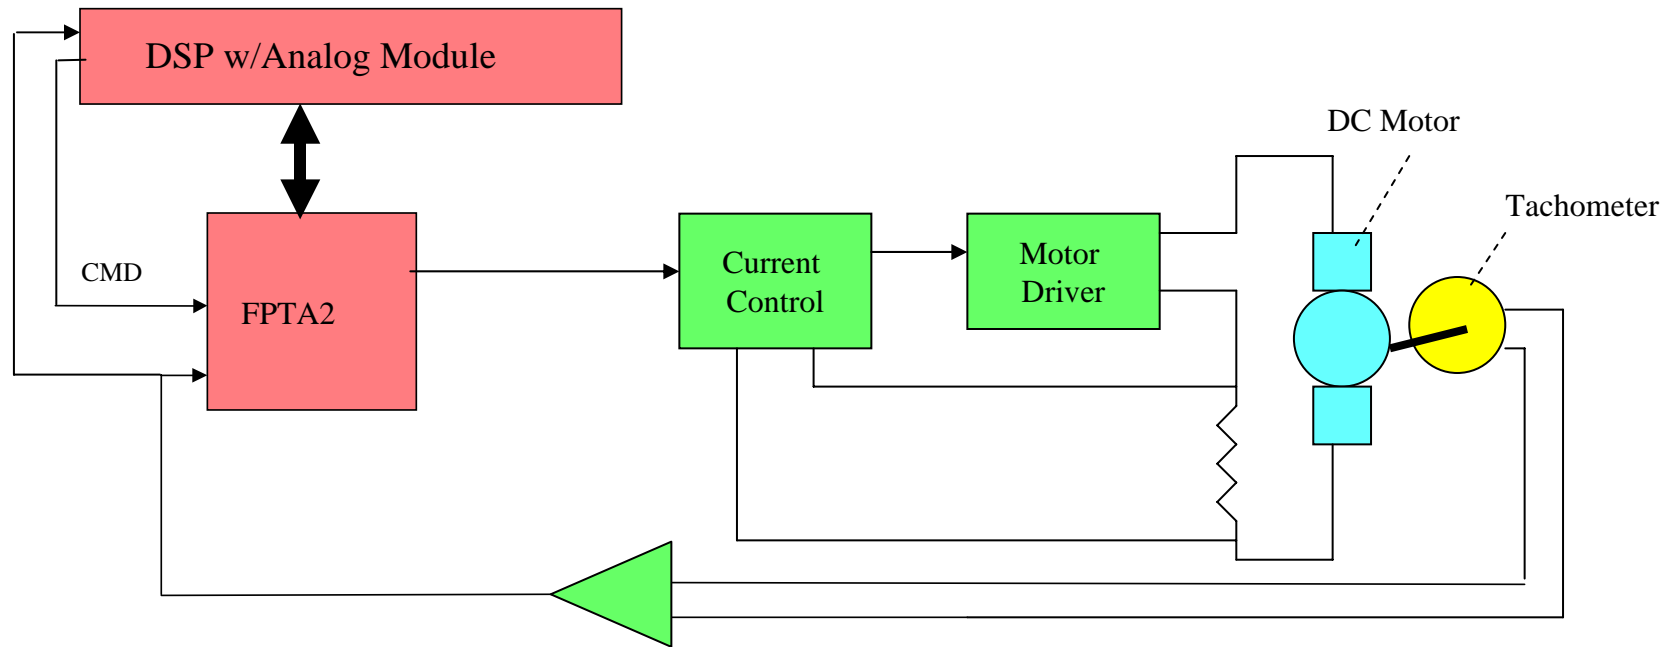 DSP w/Analog Module
DC Motor
Tachometer
CMD
FPTA2
Current
Control
Motor
Driver